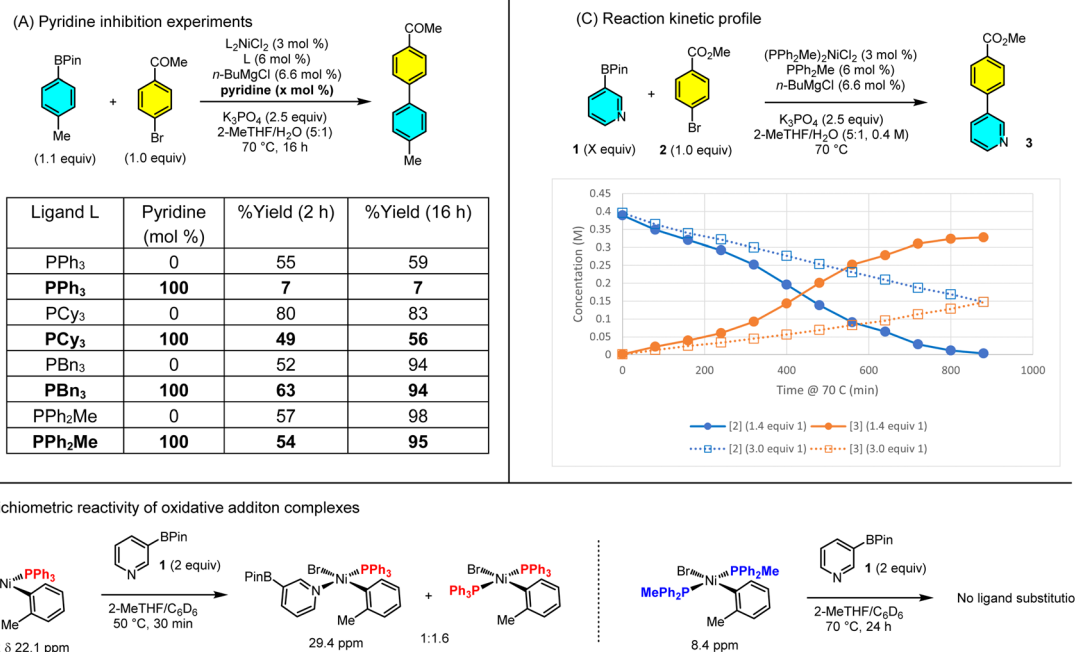 (A) Pyridine inhibition experiments
BPin
Me
(1.1 equiv)
+
COMe
Br
(1.0 equiv)
L₂NiCl₂ (3 mol %)
L (6 mol %)
n-BuMgCl (6.6 mol %)
pyridine (x mol %)
K₃PO₄ (2.5 equiv)
2-MeTHF/H₂O (5:1)
70 °C, 16 h
COMe
Me
Ligand L Pyridine (mol %) %Yield (2 h) %Yield (16 h)
PPh₃ 0 55 59
PPh₃ 100 7 7
PCy₃ 0 80 83
PCy₃ 100 49 56
PBn₃ 0 52 94
PBn₃ 100 63 94
PPh₂Me 0 57 98
PPh₂Me 100 54 95
(C) Reaction kinetic profile
BPin
N
1 (X equiv)
+
CO₂Me
Br
2 (1.0 equiv)
(PPh₂Me)₂NiCl₂ (3 mol %)
PPh₂Me (6 mol %)
n-BuMgCl (6.6 mol %)
K₃PO₄ (2.5 equiv)
2-MeTHF/H₂O (5:1, 0.4 M)
70 °C
CO₂Me
N
3
Concentation (M)
0.45
0.4
0.35
0.3
0.25
0.2
0.15
0.1
0.05
0
0 200 400 600 800 1000
Time @ 70 C (min)
[2] (1.4 equiv 1) [3] (1.4 equiv 1)
[2] (3.0 equiv 1) [3] (3.0 equiv 1)
ichiometric reactivity of oxidative additon complexes
Ni
PPh₃
Me
δ 22.1 ppm
BPin
N
1 (2 equiv)
2-MeTHF/C₆D₆
50 °C, 30 min
PinB
N
Br
Ni
PPh₃
Me
29.4 ppm
+
1:1.6
Br
Ni
PPh₃
Ph₃P
Me
Br
Ni
PPh₂Me
MePh₂P
Me
8.4 ppm
BPin
N
1 (2 equiv)
2-MeTHF/C₆D₆
70 °C, 24 h
No ligand substitutio